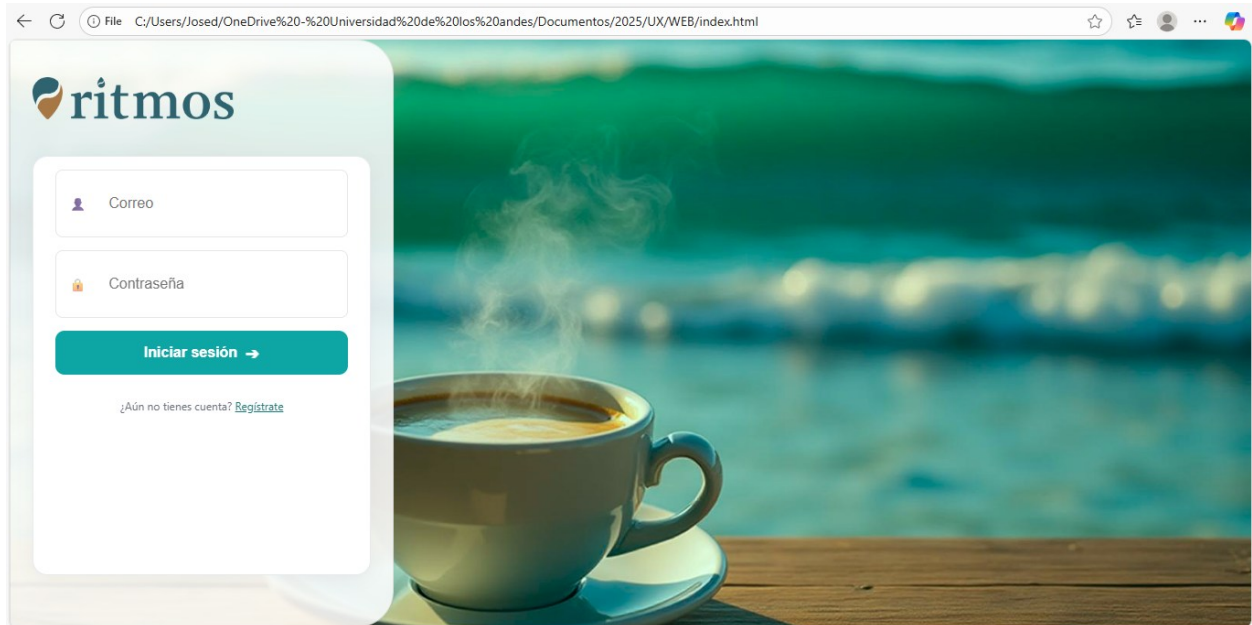 File C:/Users/Josed/OneDrive%20-%20Universidad%20de%20los%20andes/Documentos/2025/UX/WEB/index.html
ritmos
Correo
Contraseña
Iniciar sesión ➔
¿Aún no tienes cuenta? Regístrate